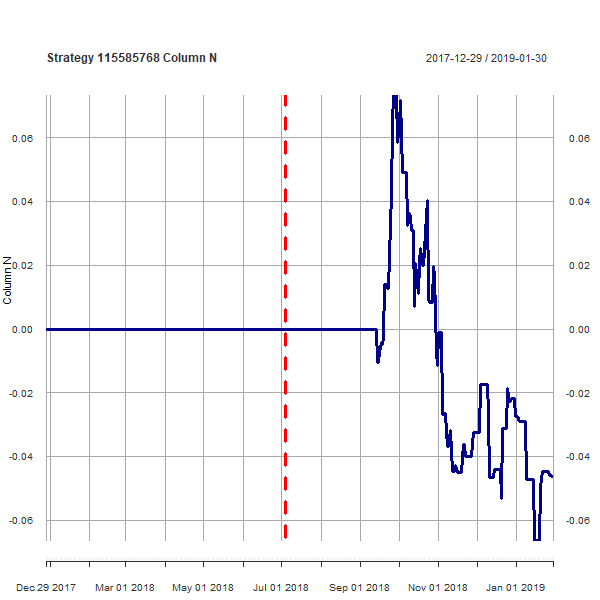 Strategy 115585768 Column N
2017-12-29 / 2019-01-30
0.06
0.06
0.04
0.04
0.02
0.02
0.00
0.00
-0.02
-0.02
-0.04
-0.04
-0.06
-0.06
Column N
Dec 29 2017
Mar 01 2018
May 01 2018
Jul 01 2018
Sep 01 2018
Nov 01 2018
Jan 01 2019